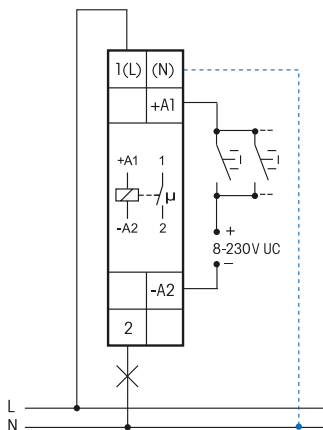 1(L) (N)
+A1
+A1 1
μ
-A2 2
+
8-230V UC
–
-A2
2
L
N